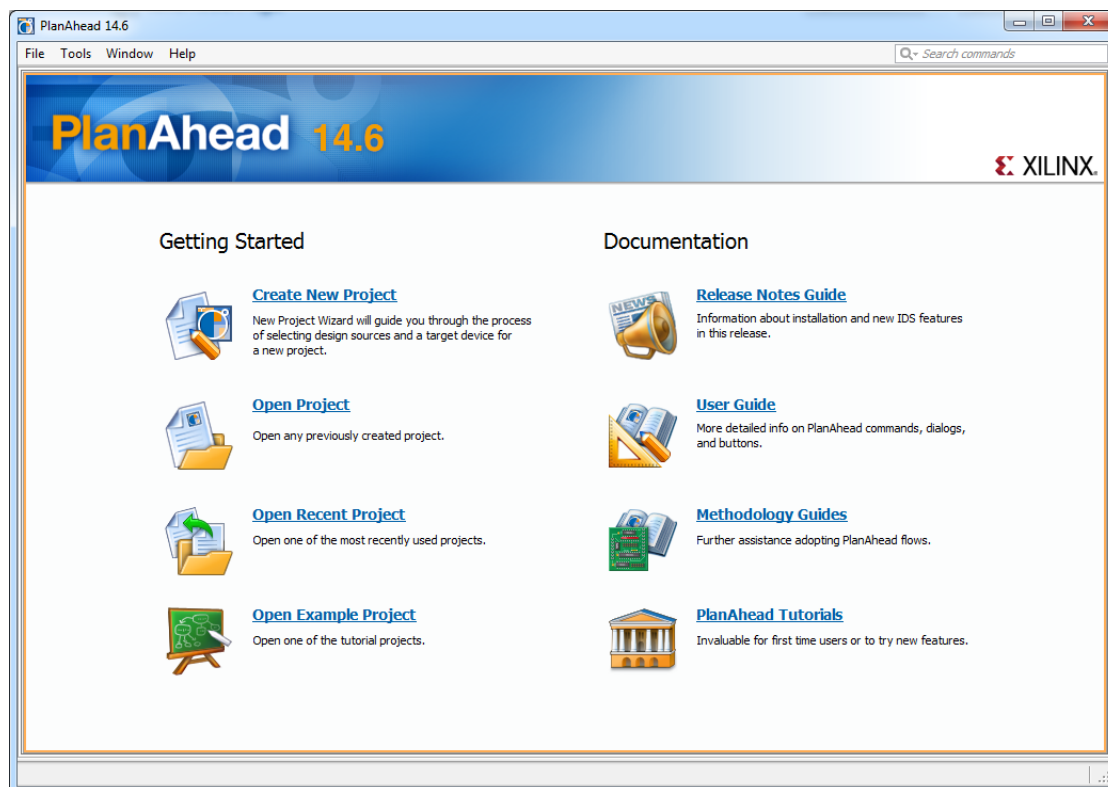 PlanAhead 14.6
File Tools Window Help
Search commands
PlanAhead 14.6
XILINX.
Getting Started
Create New Project
New Project Wizard will guide you through the process
of selecting design sources and a target device for
a new project.
Open Project
Open any previously created project.
Open Recent Project
Open one of the most recently used projects.
Open Example Project
Open one of the tutorial projects.
Documentation
NEWS
Release Notes Guide
Information about installation and new IDS features
in this release.
User Guide
More detailed info on PlanAhead commands, dialogs,
and buttons.
Methodology Guides
Further assistance adopting PlanAhead flows.
PlanAhead Tutorials
Invaluable for first time users or to try new features.